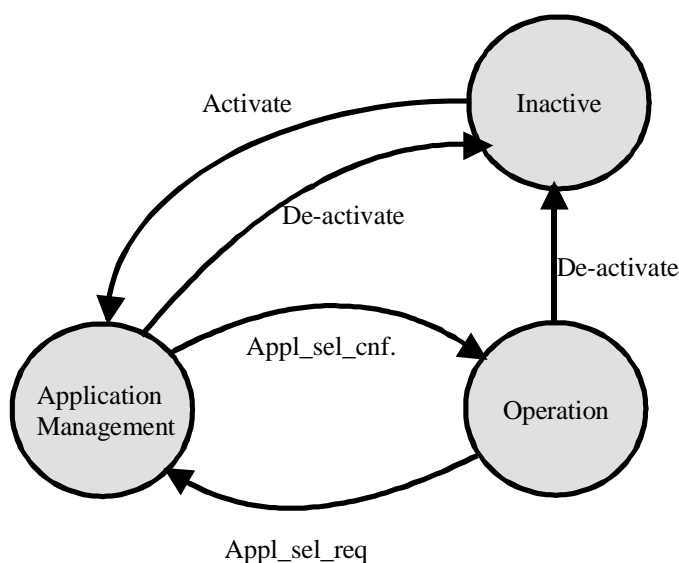 Activate
Inactive
De-activate
De-activate
Appl_sel_cnf.
Application
Management
Operation
Appl_sel_req